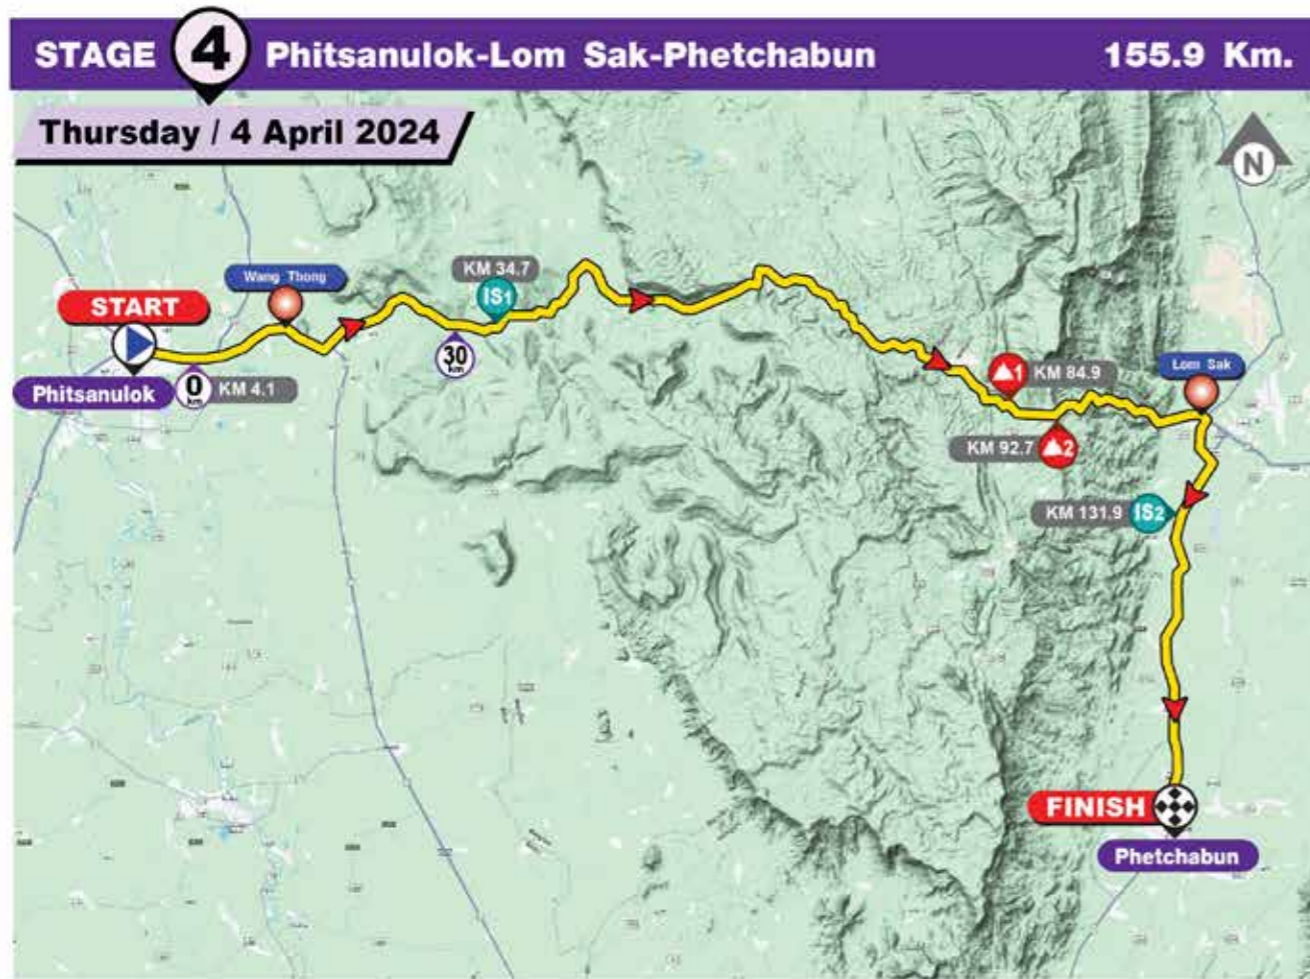 STAGE 4 Phitsanulok-Lom Sak-Phetchabun 155.9 Km.
Thursday / 4 April 2024
N
KM 34.7
Wang Thong
IS1
START
30
km
KM 84.9
1
Lom Sak
Phitsanulok
0
km
KM 4.1
KM 92.7
2
KM 131.9
IS2
FINISH
Phetchabun